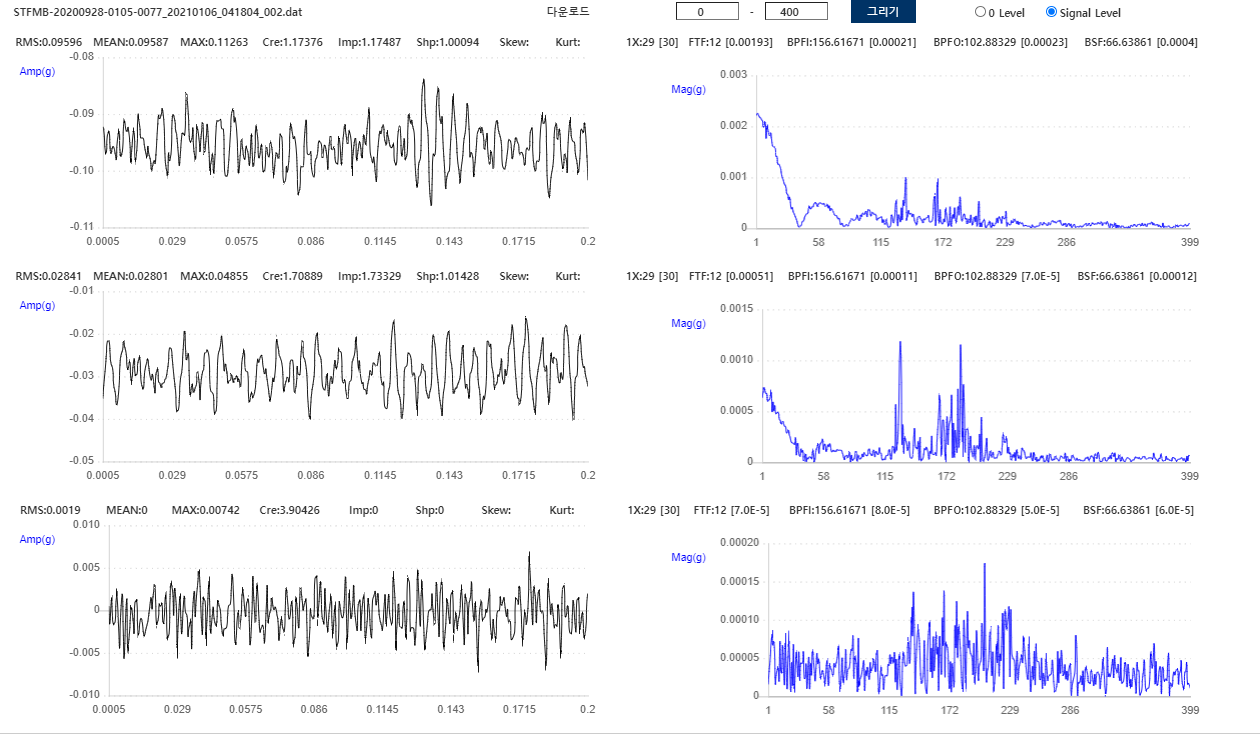 STFMB-20200928-0105-0077_20210106_041804_002.dat 다운로드 0 - 400 그리기 0 Level Signal Level
RMS:0.09596 MEAN:0.09587 MAX:0.11263 Cre:1.17376 Imp:1.17487 Shp:1.00094 Skew: Kurt:
Amp(g)
-0.08
-0.09
-0.10
-0.11
0.0005 0.029 0.0575 0.086 0.1145 0.143 0.1715 0.2
1X:29 [30] FTF:12 [0.00193] BPFI:156.61671 [0.00021] BPFO:102.88329 [0.00023] BSF:66.63861 [0.0004]
Mag(g)
0.003
0.002
0.001
0
1 58 115 172 229 286 399
RMS:0.02841 MEAN:0.02801 MAX:0.04855 Cre:1.70889 Imp:1.73329 Shp:1.01428 Skew: Kurt:
Amp(g)
-0.01
-0.02
-0.03
-0.04
-0.05
0.0005 0.029 0.0575 0.086 0.1145 0.143 0.1715 0.2
1X:29 [30] FTF:12 [0.00051] BPFI:156.61671 [0.00011] BPFO:102.88329 [7.0E-5] BSF:66.63861 [0.00012]
Mag(g)
0.0015
0.0010
0.0005
0
1 58 115 172 229 286 399
RMS:0.0019 MEAN:0 MAX:0.00742 Cre:3.90426 Imp:0 Shp:0 Skew: Kurt:
Amp(g)
0.010
0.005
0
-0.005
-0.010
0.0005 0.029 0.0575 0.086 0.1145 0.143 0.1715 0.2
1X:29 [30] FTF:12 [7.0E-5] BPFI:156.61671 [8.0E-5] BPFO:102.88329 [5.0E-5] BSF:66.63861 [6.0E-5]
Mag(g)
0.00020
0.00015
0.00010
0.00005
0
1 58 115 172 229 286 399